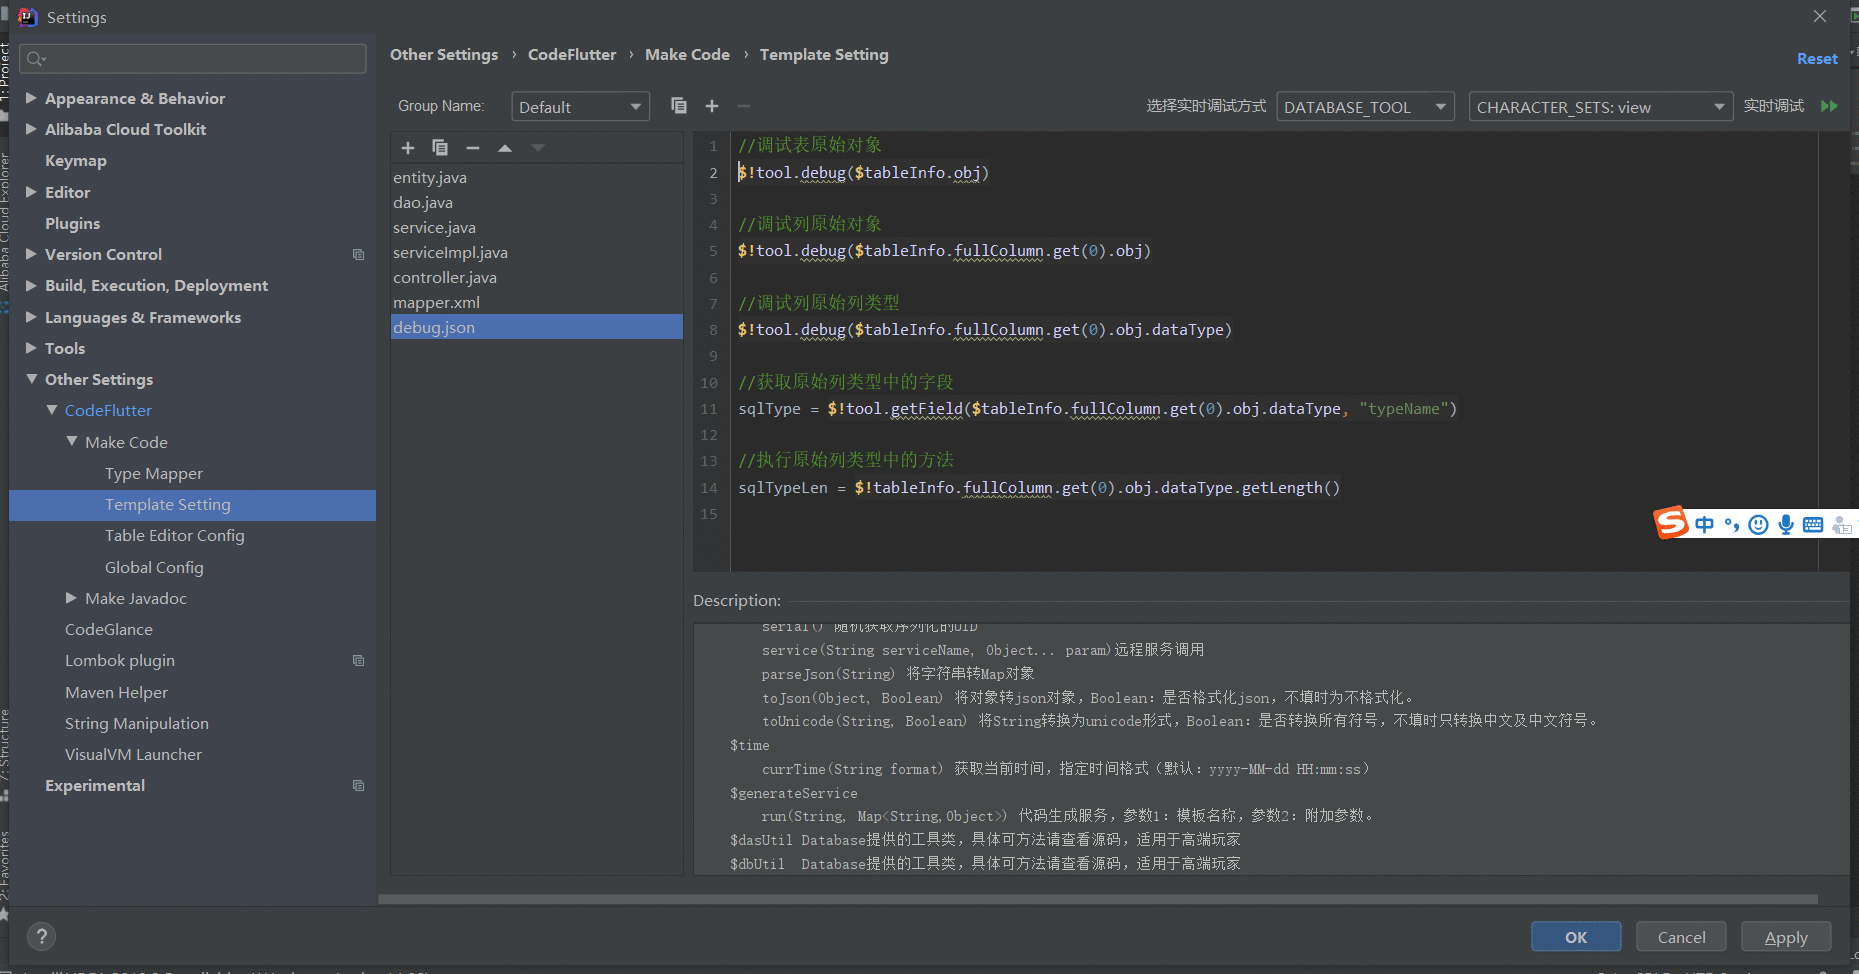 Settings
Other Settings › CodeFlutter › Make Code › Template Setting
Reset
Appearance & Behavior
Alibaba Cloud Toolkit
Keymap
Editor
Plugins
Version Control
Build, Execution, Deployment
Languages & Frameworks
Tools
Other Settings
CodeFlutter
Make Code
Type Mapper
Template Setting
Table Editor Config
Global Config
Make Javadoc
CodeGlance
Lombok plugin
Maven Helper
String Manipulation
VisualVM Launcher
Experimental
Group Name: Default
选择实时调试方式 DATABASE_TOOL CHARACTER_SETS: view 实时调试
entity.java
dao.java
service.java
serviceImpl.java
controller.java
mapper.xml
debug.json
1 //调试表原始对象
2 $!tool.debug($tableInfo.obj)
3
4 //调试列原始对象
5 $!tool.debug($tableInfo.fullColumn.get(0).obj)
6
7 //调试列原始列类型
8 $!tool.debug($tableInfo.fullColumn.get(0).obj.dataType)
9
10 //获取原始列类型中的字段
11 sqlType = $!tool.getField($tableInfo.fullColumn.get(0).obj.dataType, "typeName")
12
13 //执行原始列类型中的方法
14 sqlTypeLen = $!tableInfo.fullColumn.get(0).obj.dataType.getLength()
15
中
Description:
serial() 随机获取序列化的UID
service(String serviceName, Object... param)远程服务调用
parseJson(String) 将字符串转Map对象
toJson(Object, Boolean) 将对象转json对象，Boolean：是否格式化json，不填时为不格式化。
toUnicode(String, Boolean) 将String转换为unicode形式，Boolean：是否转换所有符号，不填时只转换中文及中文符号。
$time
currTime(String format) 获取当前时间，指定时间格式（默认：yyyy-MM-dd HH:mm:ss）
$generateService
run(String, Map<String,Object>) 代码生成服务，参数1：模板名称，参数2：附加参数。
$dasUtil Database提供的工具类，具体可方法请查看源码，适用于高端玩家
$dbUtil Database提供的工具类，具体可方法请查看源码，适用于高端玩家
?
OK
Cancel
Apply
1: Project
Alibaba Cloud Explorer
7: Structure
2: Favorites